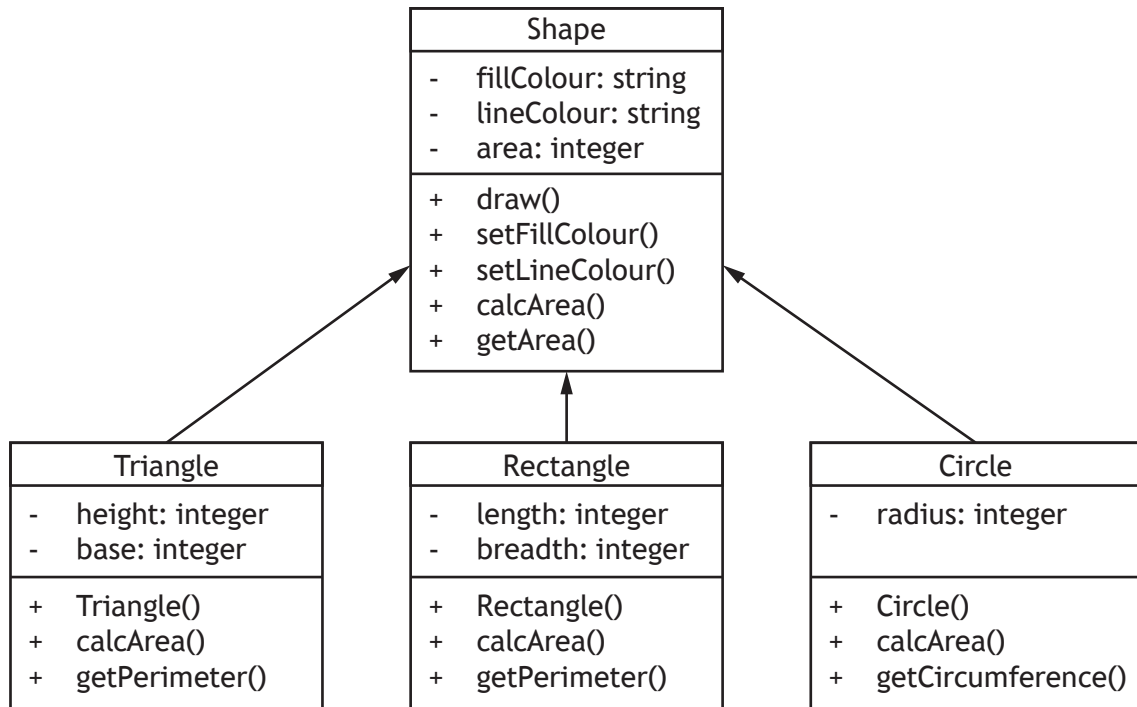 Shape
- fillColour: string
- lineColour: string
- area: integer
+ draw()
+ setFillColour()
+ setLineColour()
+ calcArea()
+ getArea()
Triangle
- height: integer
- base: integer
+ Triangle()
+ calcArea()
+ getPerimeter()
Rectangle
- length: integer
- breadth: integer
+ Rectangle()
+ calcArea()
+ getPerimeter()
Circle
- radius: integer
+ Circle()
+ calcArea()
+ getCircumference()